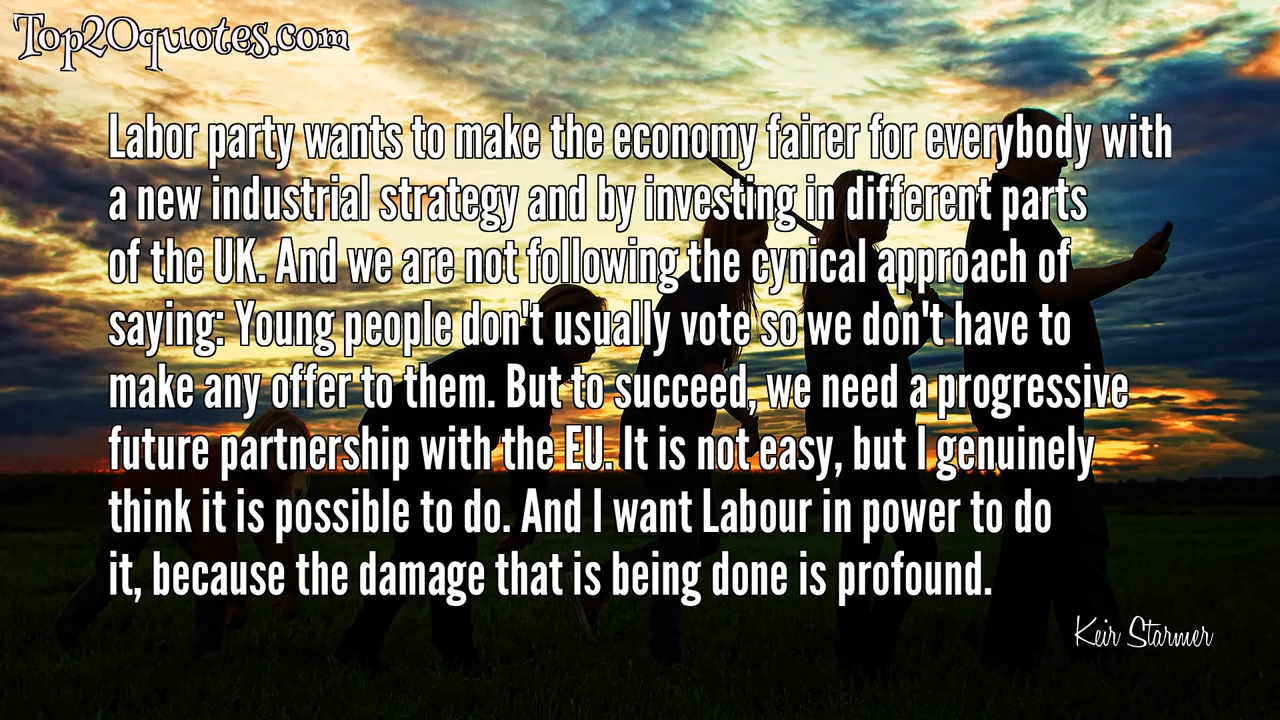 Top20quotes.com
Labor party wants to make the economy fairer for everybody with
a new industrial strategy and by investing in different parts
of the UK. And we are not following the cynical approach of
saying: Young people don't usually vote so we don't have to
make any offer to them. But to succeed, we need a progressive
future partnership with the EU. It is not easy, but I genuinely
think it is possible to do. And I want Labour in power to do
it, because the damage that is being done is profound.
Keir Starmer